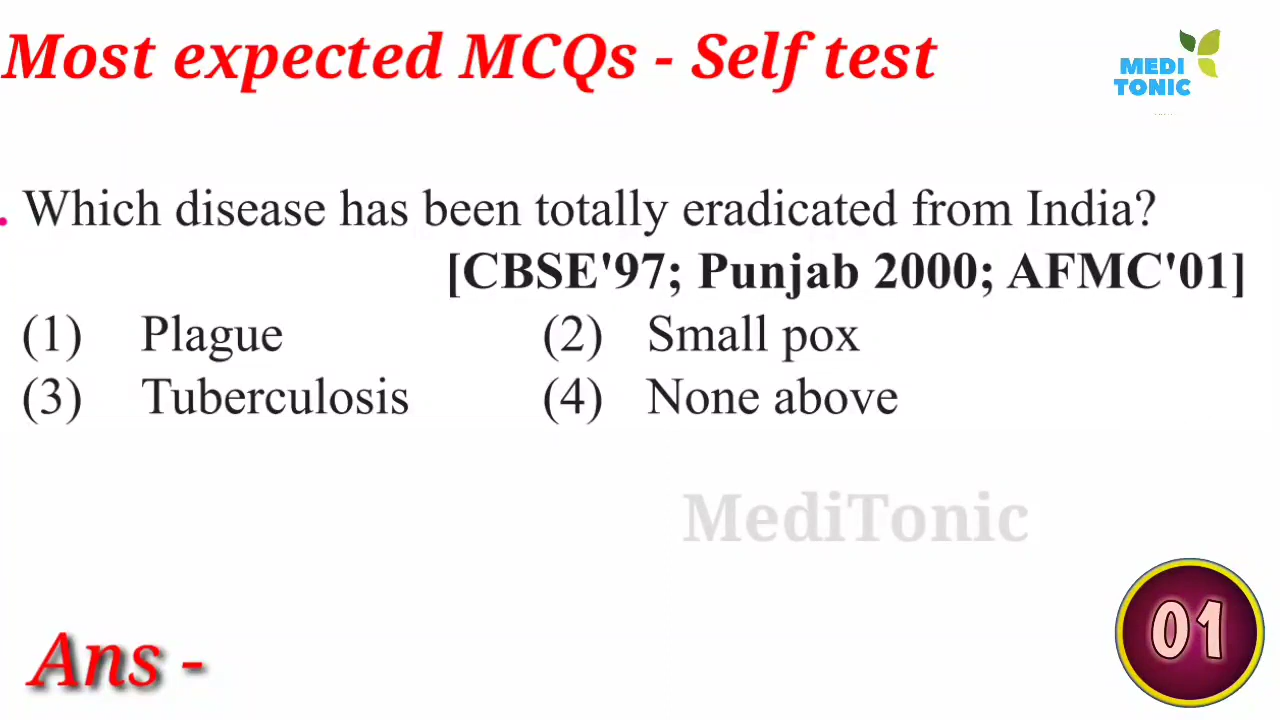 Most expected MCQs - Self test
MEDI
TONIC
. Which disease has been totally eradicated from India?
[CBSE'97; Punjab 2000; AFMC'01]
(1) Plague (2) Small pox
(3) Tuberculosis (4) None above
MediTonic
01
Ans -